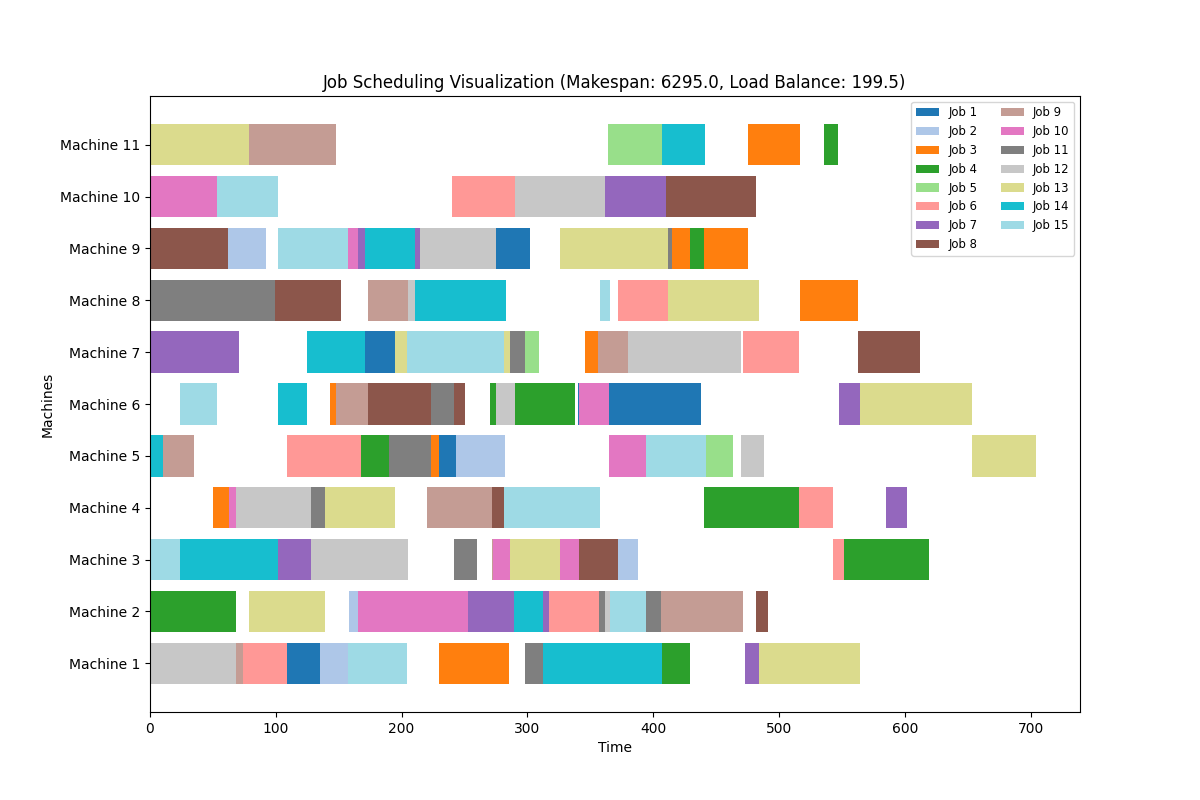 Job Scheduling Visualization (Makespan: 6295.0, Load Balance: 199.5)
Machine 11
Machine 10
Machine 9
Machine 8
Machine 7
Machine 6
Machine 5
Machine 4
Machine 3
Machine 2
Machine 1
Machines
0 100 200 300 400 500 600 700
Time
Job 1
Job 2
Job 3
Job 4
Job 5
Job 6
Job 7
Job 8
Job 9
Job 10
Job 11
Job 12
Job 13
Job 14
Job 15